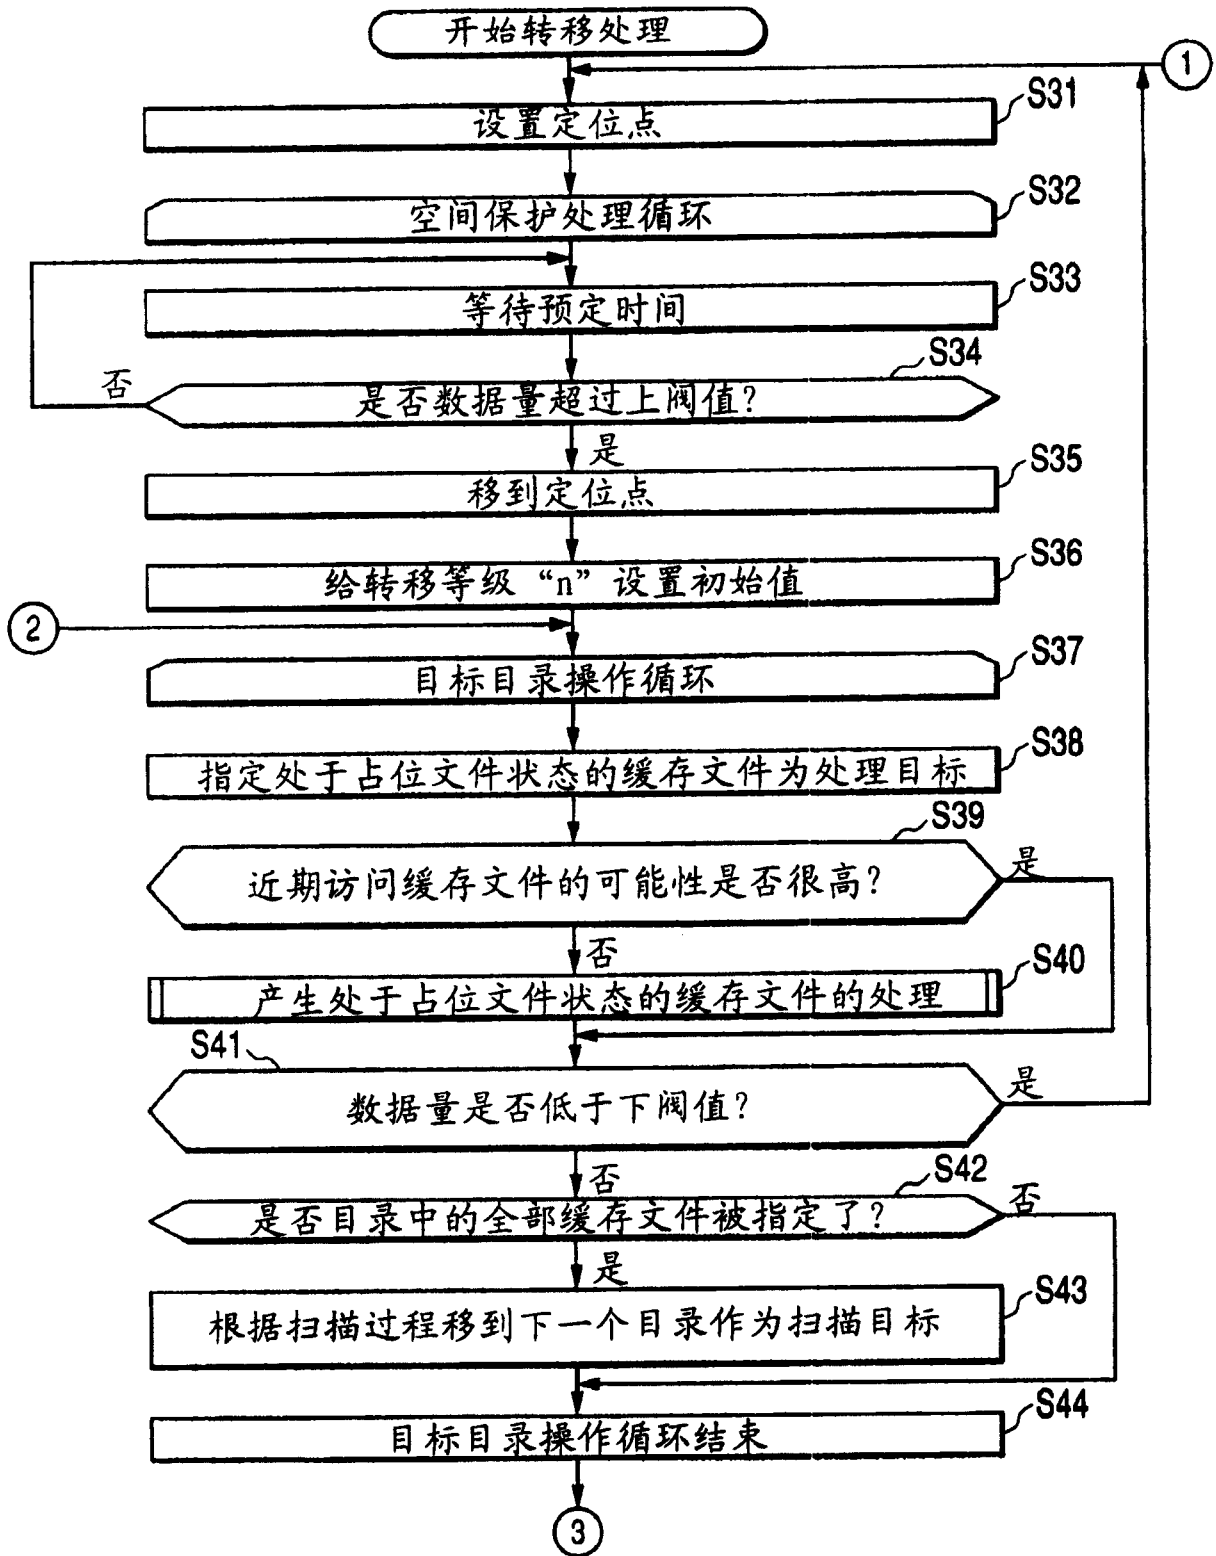 开始转移处理
1
S31
设置定位点
S32
空间保护处理循环
S33
等待预定时间
S34
否
是否数据量超过上阀值?
是
S35
移到定位点
S36
给转移等级“n”设置初始值
2
S37
目标目录操作循环
S38
指定处于占位文件状态的缓存文件为处理目标
S39
近期访问缓存文件的可能性是否很高?
是
否
S40
产生处于占位文件状态的缓存文件的处理
S41
数据量是否低于下阀值?
是
否
S42
是否目录中的全部缓存文件被指定了?
否
是
S43
根据扫描过程移到下一个目录作为扫描目标
S44
目标目录操作循环结束
3